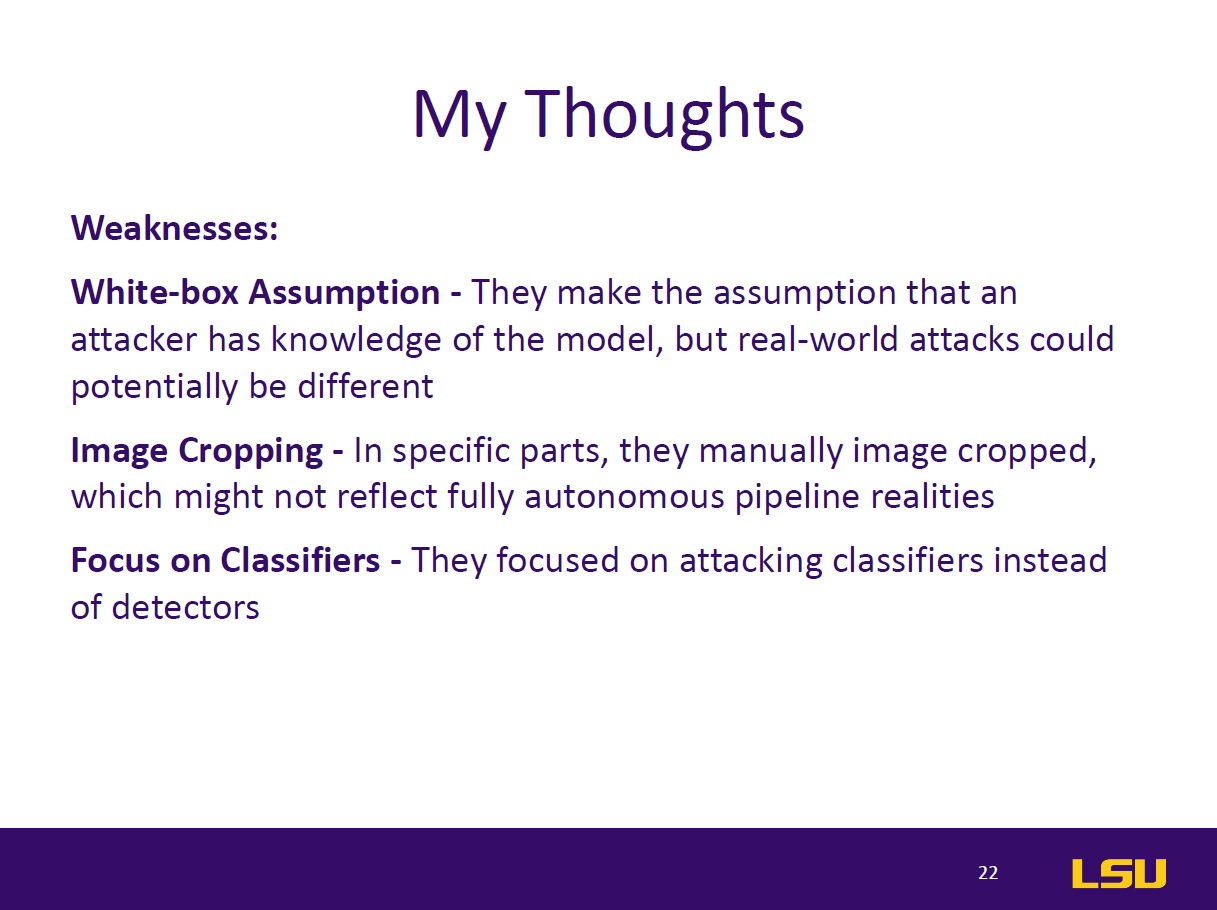 My Thoughts
Weaknesses:
White-box Assumption - They make the assumption that an
attacker has knowledge of the model, but real-world attacks could
potentially be different
Image Cropping - In specific parts, they manually image cropped,
which might not reflect fully autonomous pipeline realities
Focus on Classifiers - They focused on attacking classifiers instead
of detectors
22
LSU